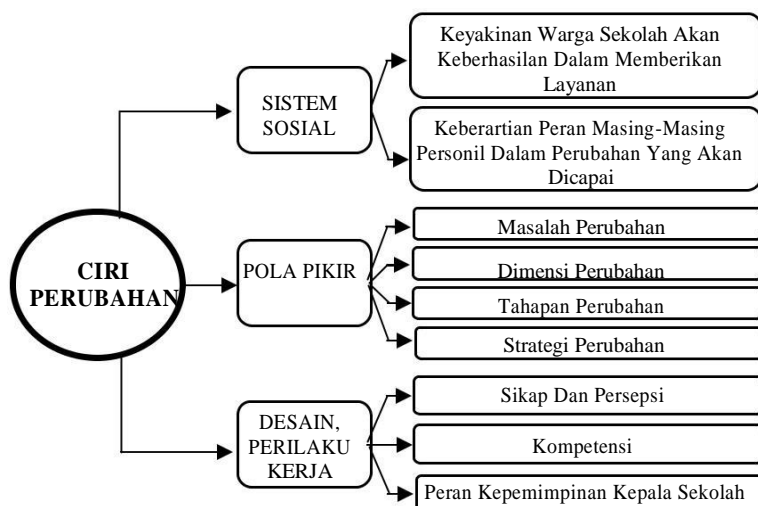 Keyakinan Warga Sekolah Akan
Keberhasilan Dalam Memberikan
Layanan
SISTEM
SOSIAL
Keberartian Peran Masing-Masing
Personil Dalam Perubahan Yang Akan
Dicapai
CIRI
PERUBAHAN
POLA PIKIR
Masalah Perubahan
Dimensi Perubahan
Tahapan Perubahan
Strategi Perubahan
DESAIN,
PERILAKU
KERJA
Sikap Dan Persepsi
Kompetensi
Peran Kepemimpinan Kepala Sekolah